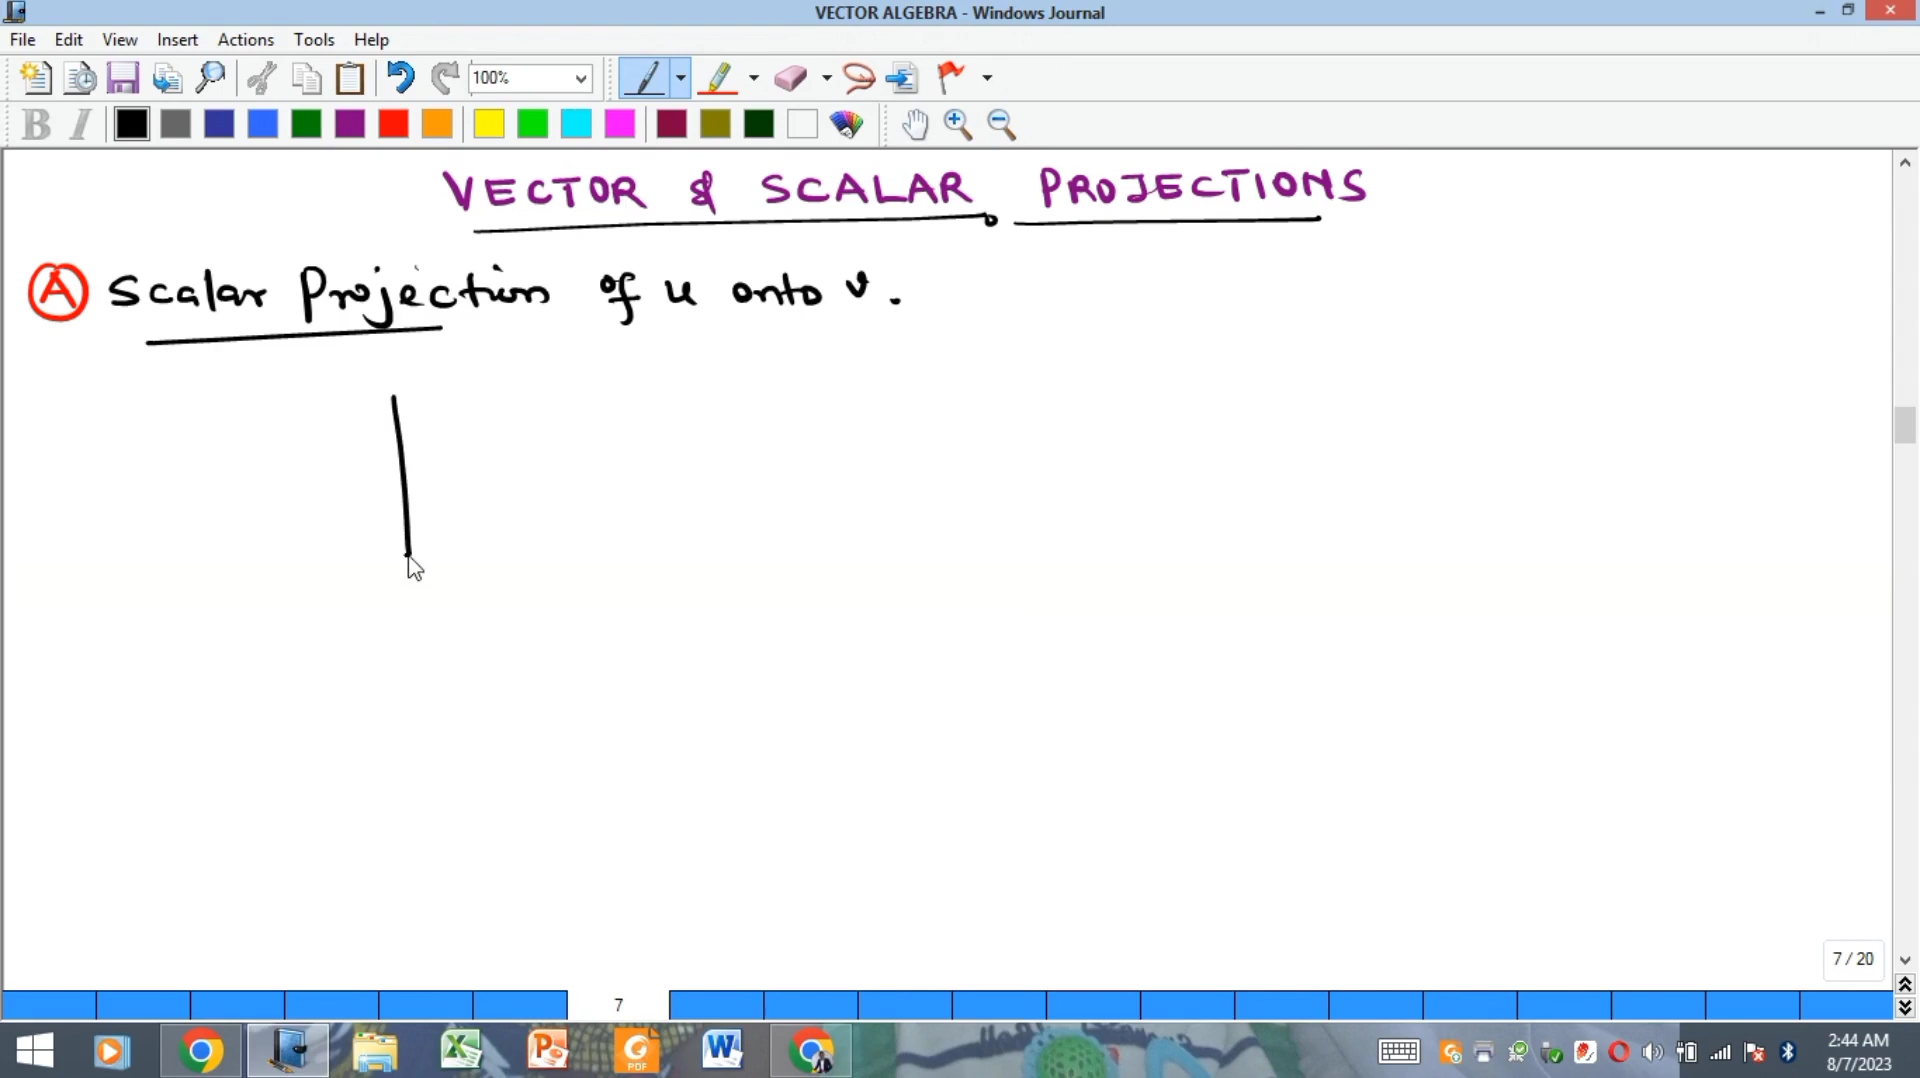 VECTOR ALGEBRA - Windows Journal
File Edit View Insert Actions Tools Help
100%
B I
VECTOR & SCALAR PROJECTIONS
A Scalar Projection of u onto v.
7 / 20
7
2:44 AM
8/7/2023